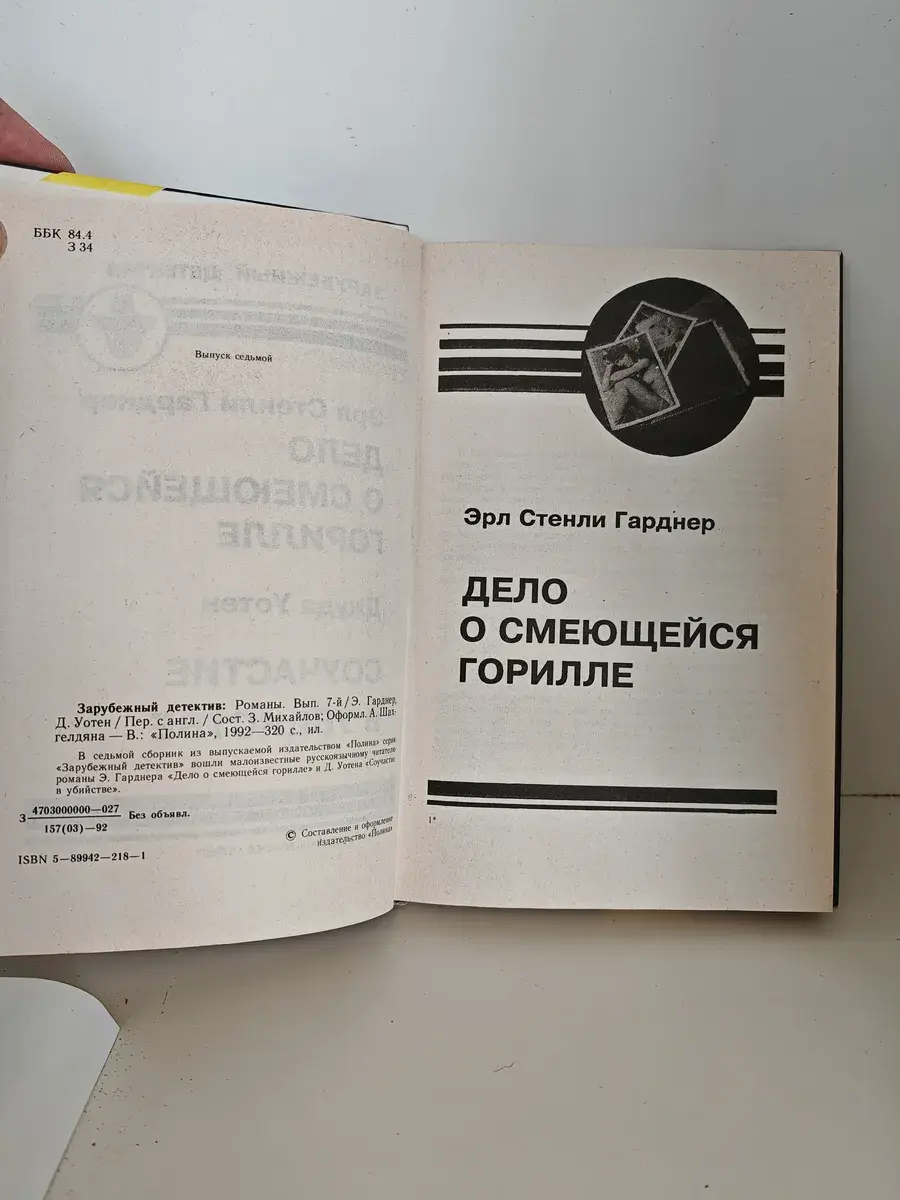 ББК 84.4
З 34
Выпуск седьмой
Зарубежный детектив: Романы. Вып. 7-й / Э. Гарднер,
Д. Уотен / Пер. с англ. / Сост. З. Михайлов; Оформл. А. Шах-
гелдяна — В.: «Полина», 1992—320 с., ил.
В седьмой сборник из выпускаемой издательством «Полина» серии
«Зарубежный детектив» вошли малоизвестные русскоязычному читателю
романы Э. Гарднера «Дело о смеющейся горилле» и Д. Уотена «Соучастие
в убийстве».
З 4703000000—027 Без объявл.
157(03)—92
© Составление и оформление
издательство «Полина»
ISBN 5—89942—218—1
Эрл Стенли Гарднер
ДЕЛО
О СМЕЮЩЕЙСЯ
ГОРИЛЛЕ
1*